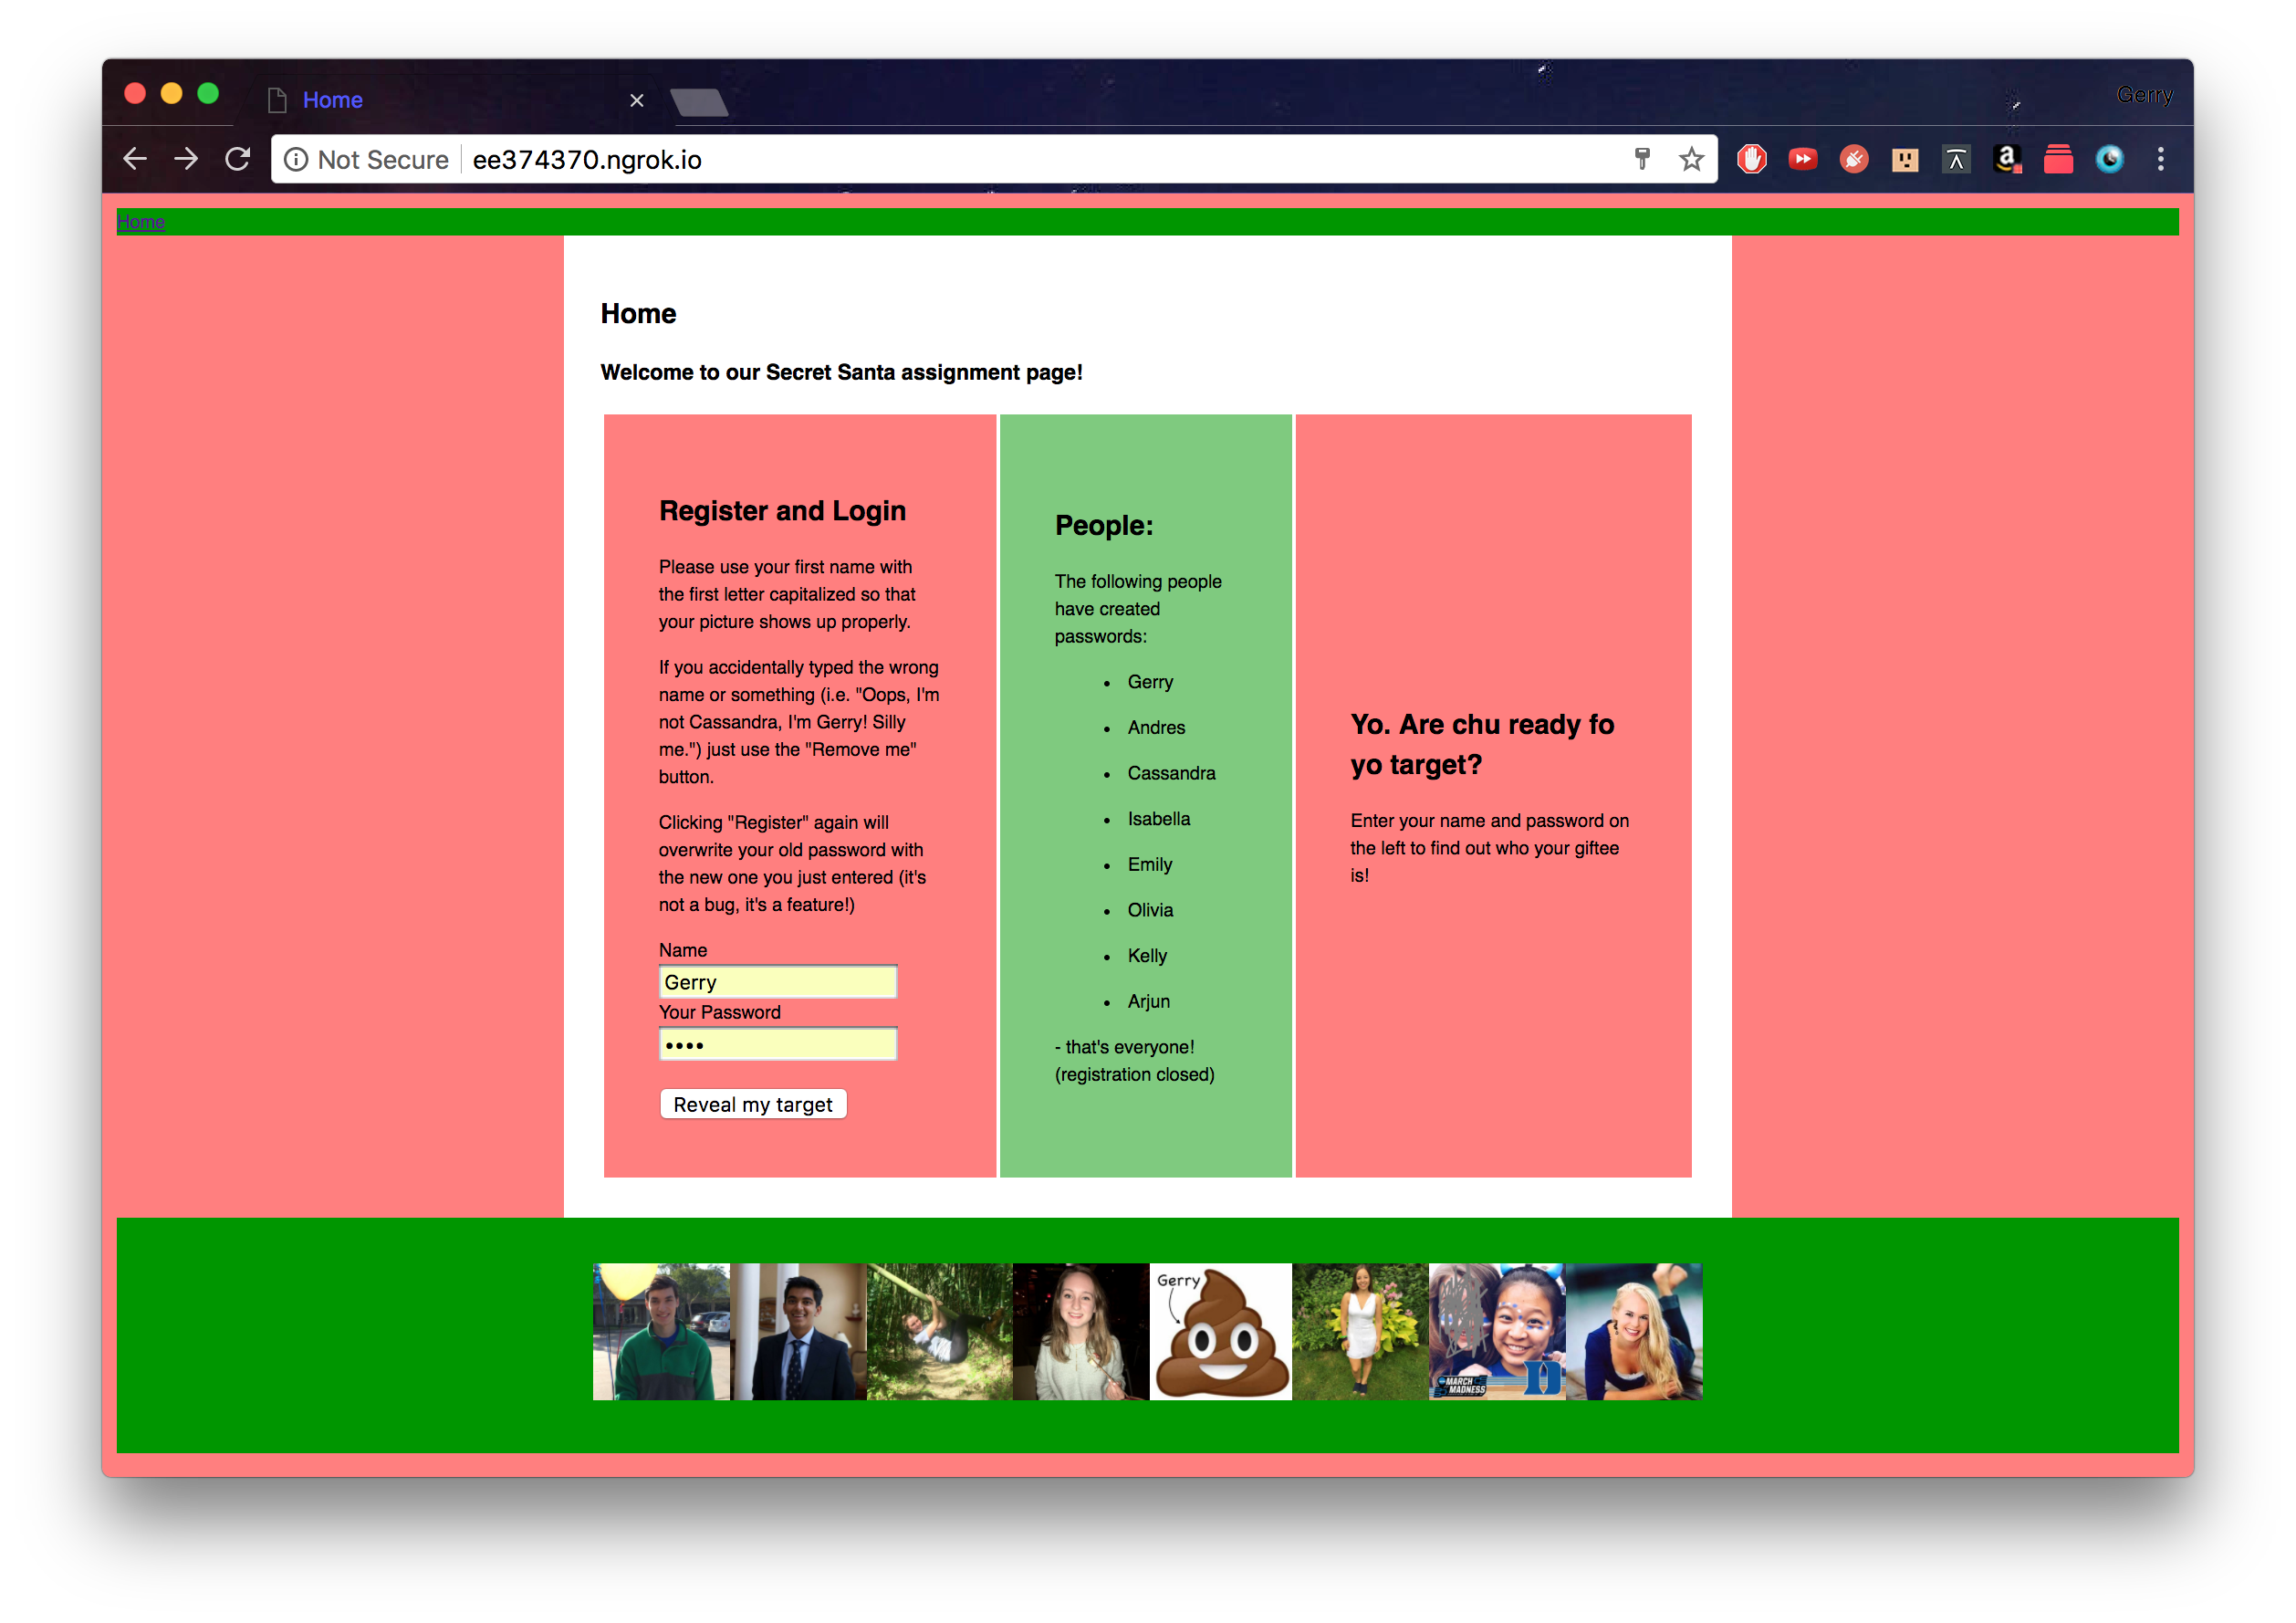 Home
Gerry
Not Secure
ee374370.ngrok.io
Home
Home
Welcome to our Secret Santa assignment page!
Register and Login
Please use your first name with
the first letter capitalized so that
your picture shows up properly.
If you accidentally typed the wrong
name or something (i.e. "Oops, I'm
not Cassandra, I'm Gerry! Silly
me.") just use the "Remove me"
button.
Clicking "Register" again will
overwrite your old password with
the new one you just entered (it's
not a bug, it's a feature!)
Name
Gerry
Your Password
••••
Reveal my target
People:
The following people
have created
passwords:
• Gerry
• Andres
• Cassandra
• Isabella
• Emily
• Olivia
• Kelly
• Arjun
- that's everyone!
(registration closed)
Yo. Are chu ready fo
yo target?
Enter your name and password on
the left to find out who your giftee
is!
Gerry
MARCH
MADNESS
D